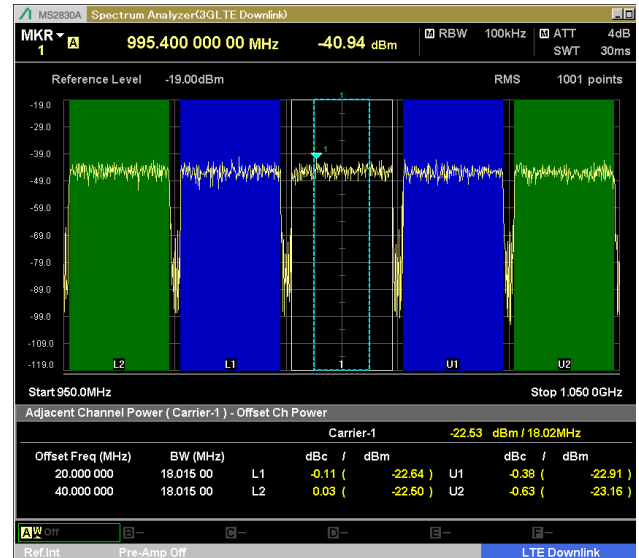 MS2830A Spectrum Analyzer(3GLTE Downlink)
MKR 1 A 995.400 000 00 MHz -40.94 dBm M RBW 100kHz M ATT 4dB
SWT 30ms
Reference Level -19.00dBm RMS 1001 points
1
-19.0
-29.0
-39.0
1
-49.0
-59.0
-69.0
-79.0
-89.0
-99.0
-109.0
-119.0
L2 L1 1 U1 U2
Start 950.0MHz Stop 1.050 0GHz
Adjacent Channel Power ( Carrier-1 ) - Offset Ch Power
Carrier-1 -22.53 dBm / 18.02MHz
Offset Freq (MHz) BW (MHz) dBc / dBm dBc / dBm
20.000 000 18.015 00 L1 -0.11 ( -22.64 ) U1 -0.38 ( -22.91 )
40.000 000 18.015 00 L2 0.03 ( -22.50 ) U2 -0.63 ( -23.16 )
A W Off B – C – D – E – F –
Ref.Int Pre-Amp Off LTE Downlink